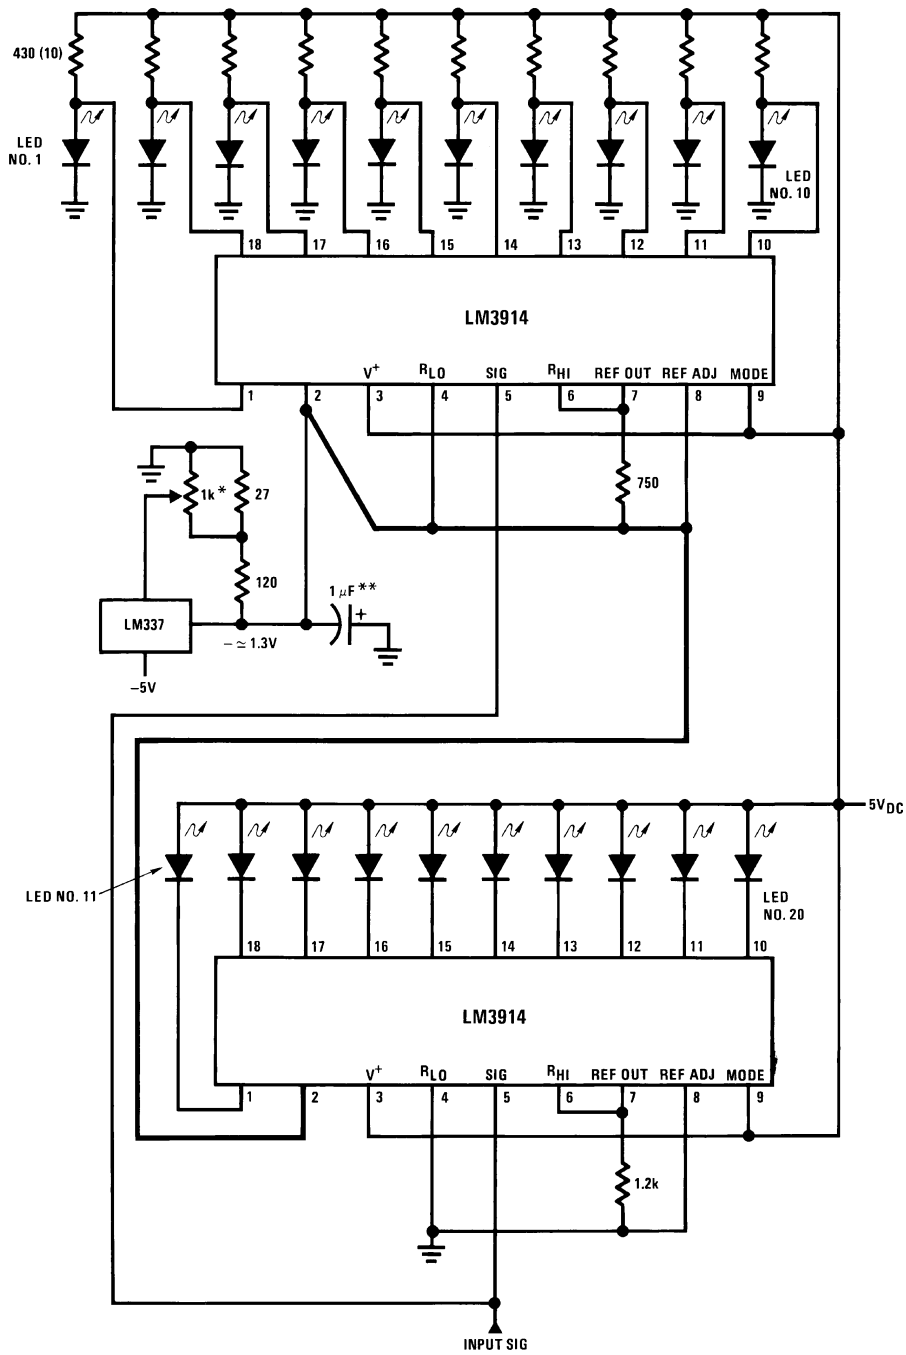 430 (10)
LED
NO. 1
LED
NO. 10
18
17
16
15
14
13
12
11
10
LM3914
V+
RLO
SIG
RHI
REF OUT
REF ADJ
MODE
1
2
3
4
5
6
7
8
9
1k*
27
750
120
1 μF**
+
LM337
– ≃ 1.3V
–5V
5VDC
LED NO. 11
LED
NO. 20
18
17
16
15
14
13
12
11
10
LM3914
V+
RLO
SIG
RHI
REF OUT
REF ADJ
MODE
1
2
3
4
5
6
7
8
9
1.2k
INPUT SIG